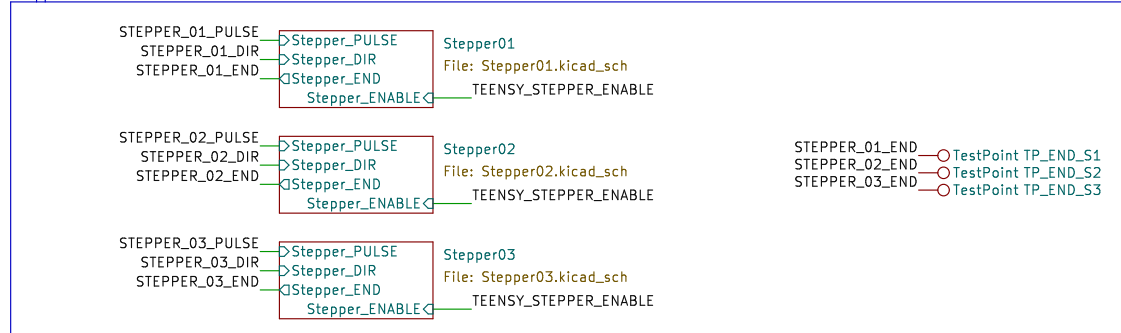 STEPPER_01_PULSE
STEPPER_01_DIR
STEPPER_01_END
Stepper_PULSE
Stepper_DIR
Stepper_END
Stepper_ENABLE
Stepper01
File: Stepper01.kicad_sch
TEENSY_STEPPER_ENABLE
STEPPER_02_PULSE
STEPPER_02_DIR
STEPPER_02_END
Stepper_PULSE
Stepper_DIR
Stepper_END
Stepper_ENABLE
Stepper02
File: Stepper02.kicad_sch
TEENSY_STEPPER_ENABLE
STEPPER_01_END TestPoint TP_END_S1
STEPPER_02_END TestPoint TP_END_S2
STEPPER_03_END TestPoint TP_END_S3
STEPPER_03_PULSE
STEPPER_03_DIR
STEPPER_03_END
Stepper_PULSE
Stepper_DIR
Stepper_END
Stepper_ENABLE
Stepper03
File: Stepper03.kicad_sch
TEENSY_STEPPER_ENABLE